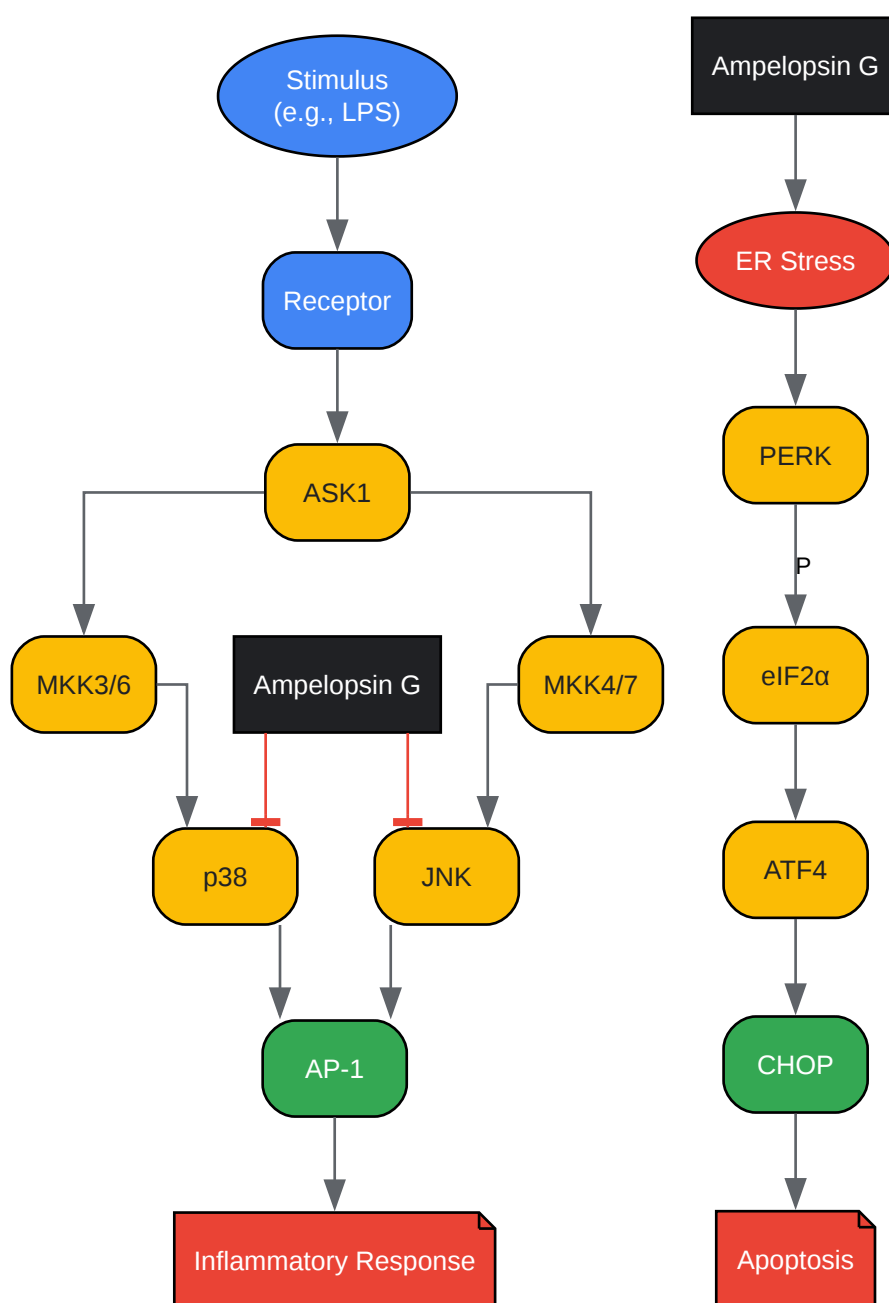 Stimulus
(e.g., LPS)
Receptor
ASK1
MKK3/6
Ampelopsin G
MKK4/7
p38
JNK
AP-1
Inflammatory Response
Ampelopsin G
ER Stress
PERK
P
eIF2α
ATF4
CHOP
Apoptosis